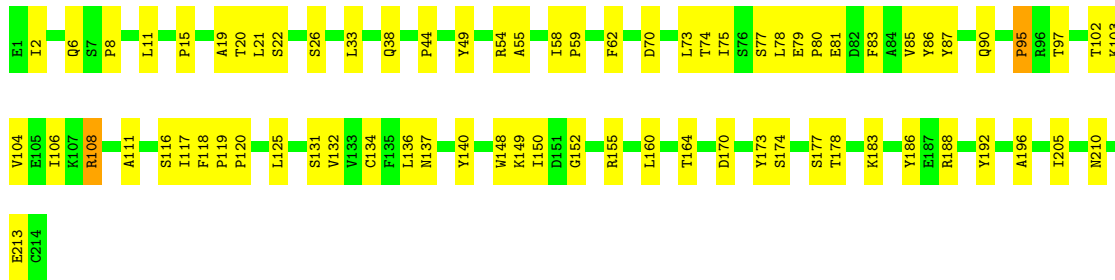 E1 I2 Q6 S7 P8 L11 P15 A19 T20 L21 S22 S26 L33 Q38 P44 Y49 R54 A55 I58 P59 F62 D70 L73 T74 I75 S76 S77 L78 E79 P80 E81 D82 F83 A84 V85 Y86 Y87 Q90 P95 R96 T97 T102 K103
V104 E105 I106 K107 R108 A111 S116 I117 F118 P119 P120 L125 S131 V132 V133 C134 F135 L136 N137 Y140 W148 K149 I150 D151 G152 R155 L160 T164 D170 Y173 S174 S177 T178 K183 Y186 E187 R188 Y192 A196 I205 N210
E213 C214